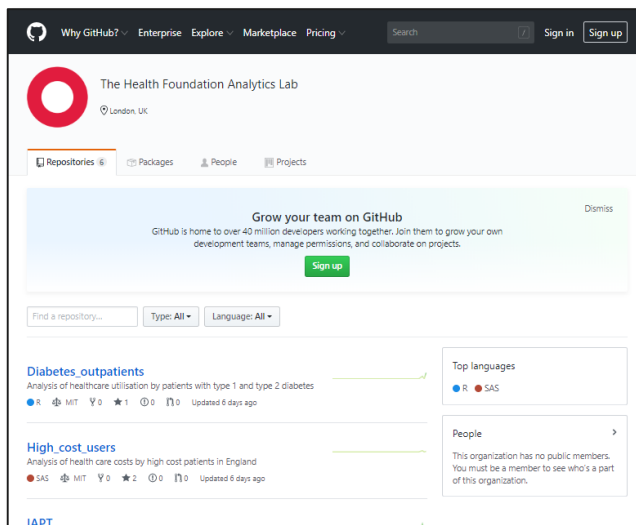 Why GitHub? Enterprise Explore Marketplace Pricing Search / Sign in Sign up
The Health Foundation Analytics Lab
London, UK
Repositories 6 Packages People Projects
Grow your team on GitHub
Dismiss
GitHub is home to over 40 million developers working together. Join them to grow your own
development teams, manage permissions, and collaborate on projects.
Sign up
Find a repository... Type: All Language: All
Diabetes_outpatients
Analysis of healthcare utilisation by patients with type 1 and type 2 diabetes
R MIT 0 1 0 0 Updated 6 days ago
High_cost_users
Analysis of health care costs by high cost patients in England
SAS MIT 0 2 0 0 Updated 6 days ago
IAPT
Top languages
R SAS
People
This organization has no public members.
You must be a member to see who's a part
of this organization.